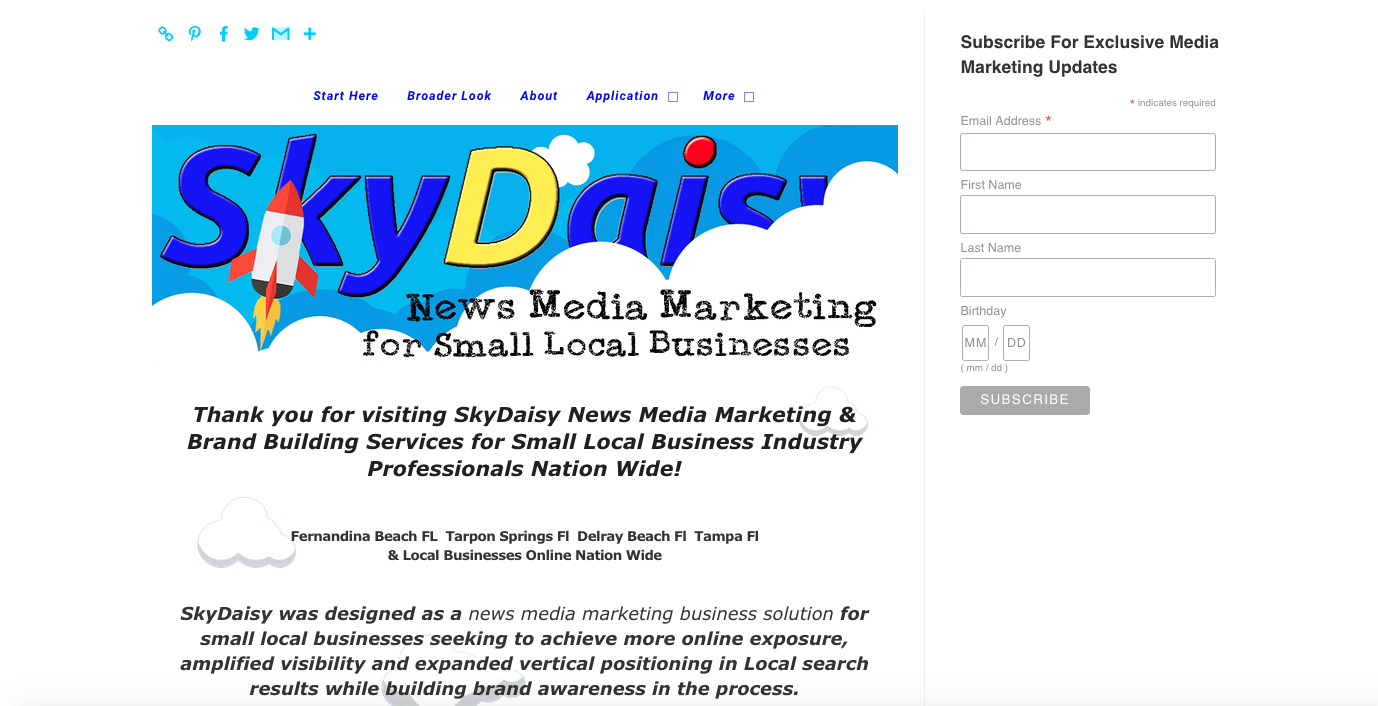 Start Here Broader Look About Application More
SkyDaisy
News Media Marketing
for Small Local Businesses
Thank you for visiting SkyDaisy News Media Marketing &
Brand Building Services for Small Local Business Industry
Professionals Nation Wide!
Fernandina Beach FL Tarpon Springs Fl Delray Beach Fl Tampa Fl
& Local Businesses Online Nation Wide
SkyDaisy was designed as a news media marketing business solution for
small local businesses seeking to achieve more online exposure,
amplified visibility and expanded vertical positioning in Local search
results while building brand awareness in the process.
Subscribe For Exclusive Media
Marketing Updates
* indicates required
Email Address *
First Name
Last Name
Birthday
MM / DD
( mm / dd )
SUBSCRIBE